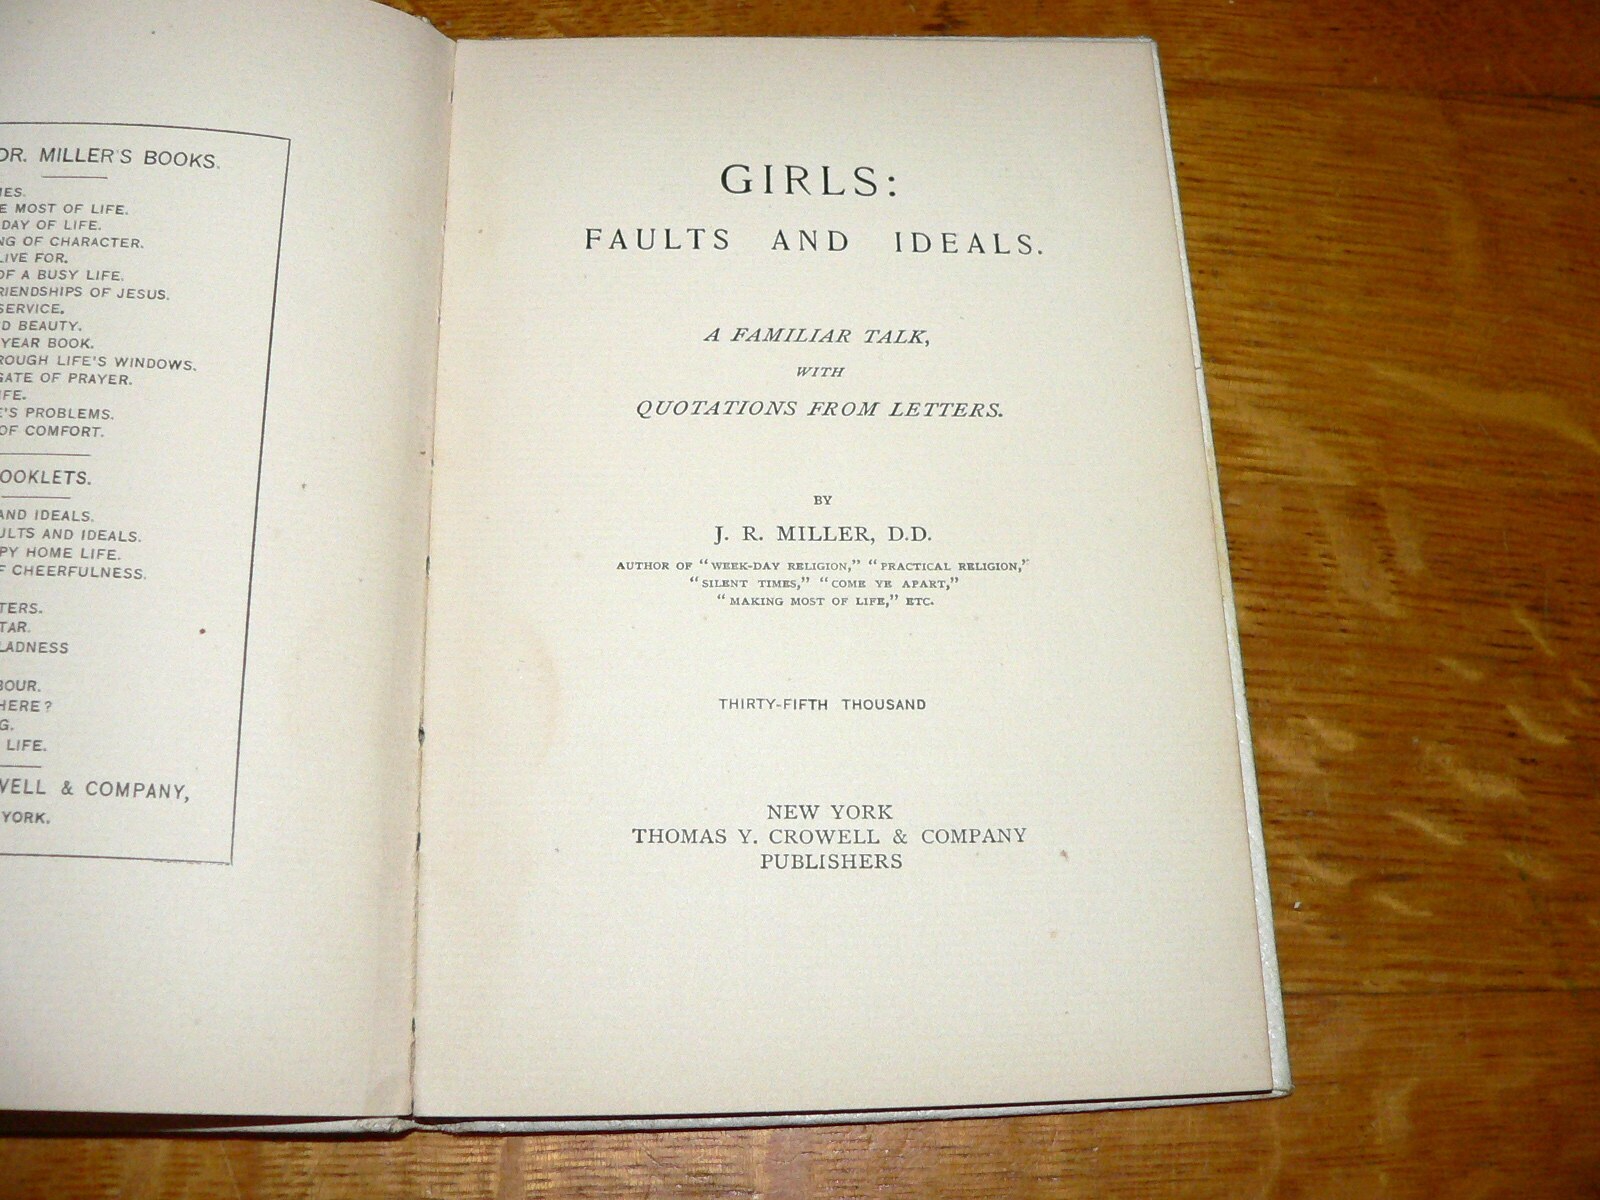 DR. MILLER'S BOOKS.
MOST OF LIFE.
DAY OF LIFE.
OF CHARACTER.
LIVE FOR.
OF A BUSY LIFE.
OF JESUS.
SERVICE.
BEAUTY.
YEAR BOOK.
LIFE'S WINDOWS.
GATE OF PRAYER.
PROBLEMS.
OF COMFORT.
AND IDEALS.
AND IDEALS.
HOME LIFE.
CHEERFULNESS.
LIFE.
& COMPANY,
YORK.
GIRLS:
FAULTS AND IDEALS.
A FAMILIAR TALK,
WITH
QUOTATIONS FROM LETTERS.
BY
J. R. MILLER, D.D.
AUTHOR OF "WEEK-DAY RELIGION," "PRACTICAL RELIGION,"
"SILENT TIMES," "COME YE APART,"
"MAKING MOST OF LIFE," ETC.
THIRTY-FIFTH THOUSAND
NEW YORK
THOMAS Y. CROWELL & COMPANY
PUBLISHERS